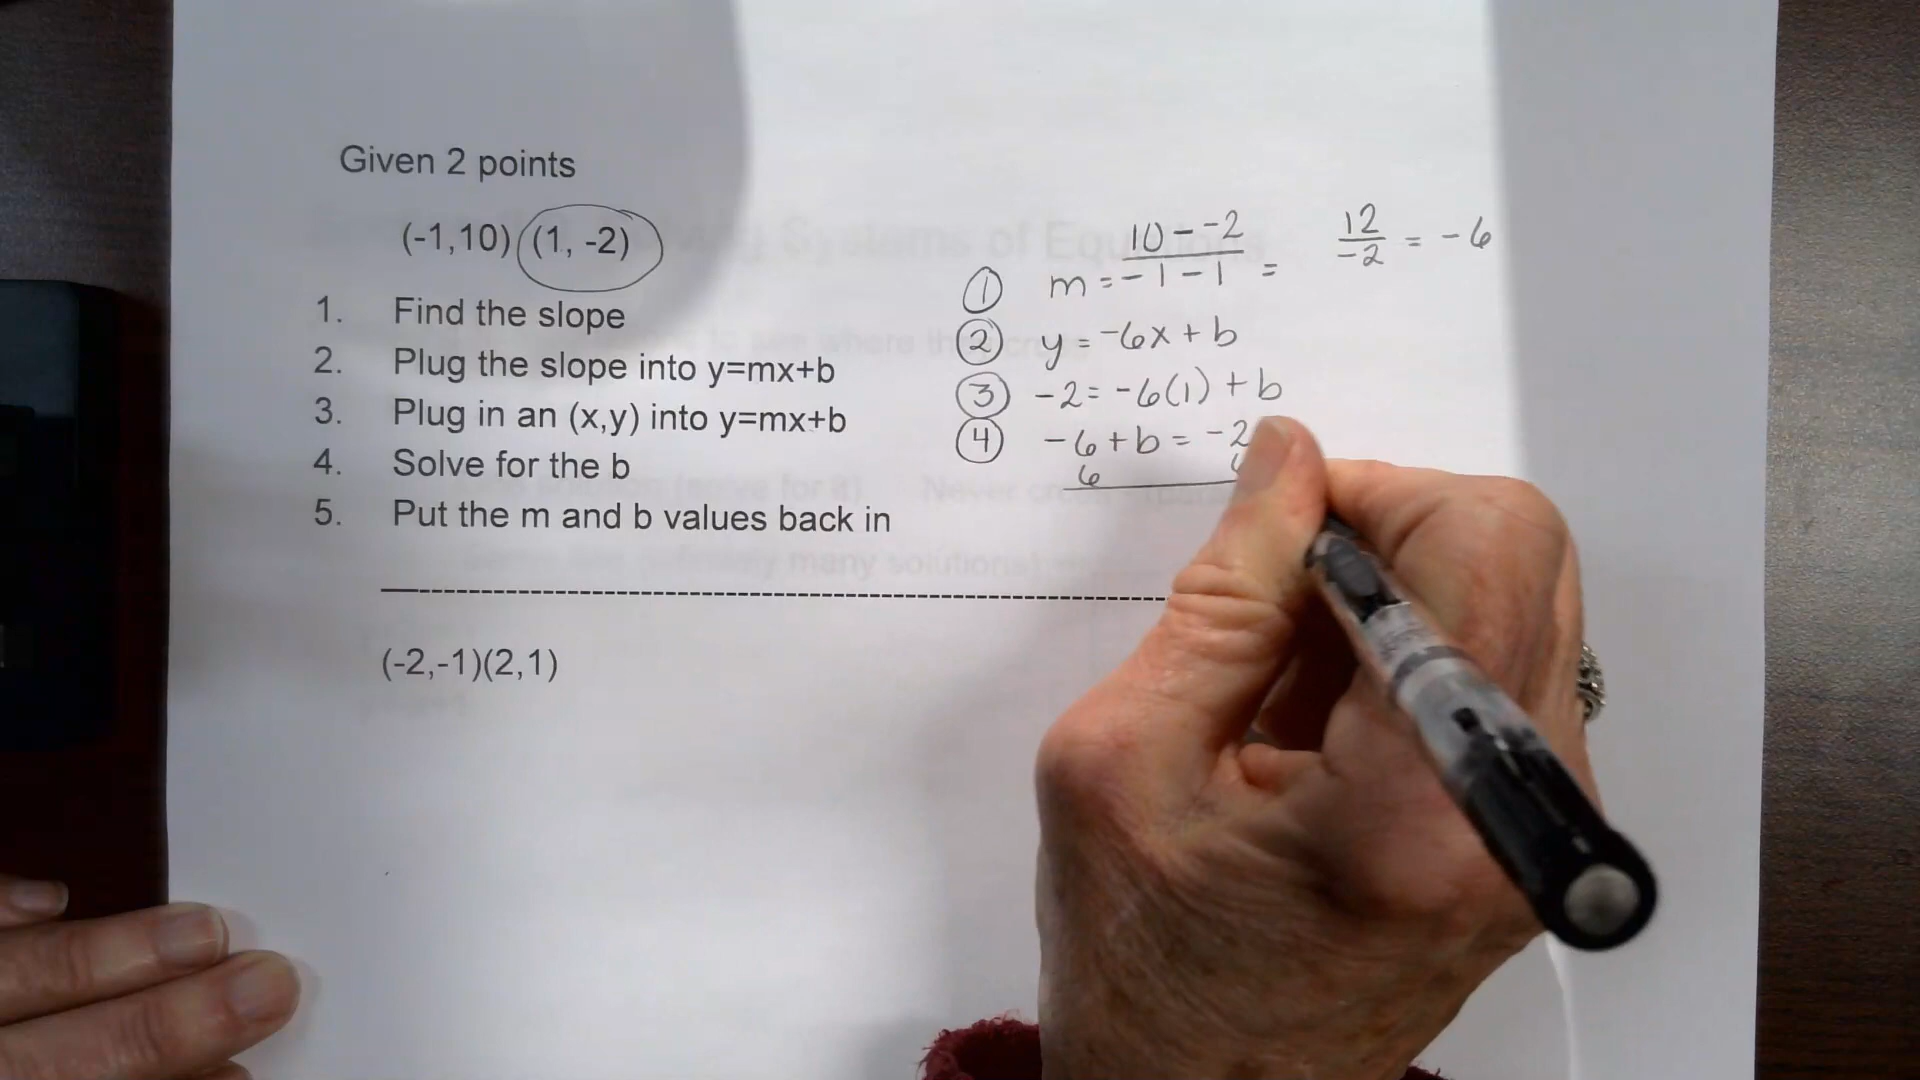 Given 2 points
(-1,10) (1, -2)
1. Find the slope
2. Plug the slope into y=mx+b
3. Plug in an (x,y) into y=mx+b
4. Solve for the b
5. Put the m and b values back in
(-2,-1)(2,1)
① m = 10 - -2 / -1 - 1 = 12 / -2 = -6
② y = -6x + b
③ -2 = -6(1) + b
④ -6 + b = -2
6